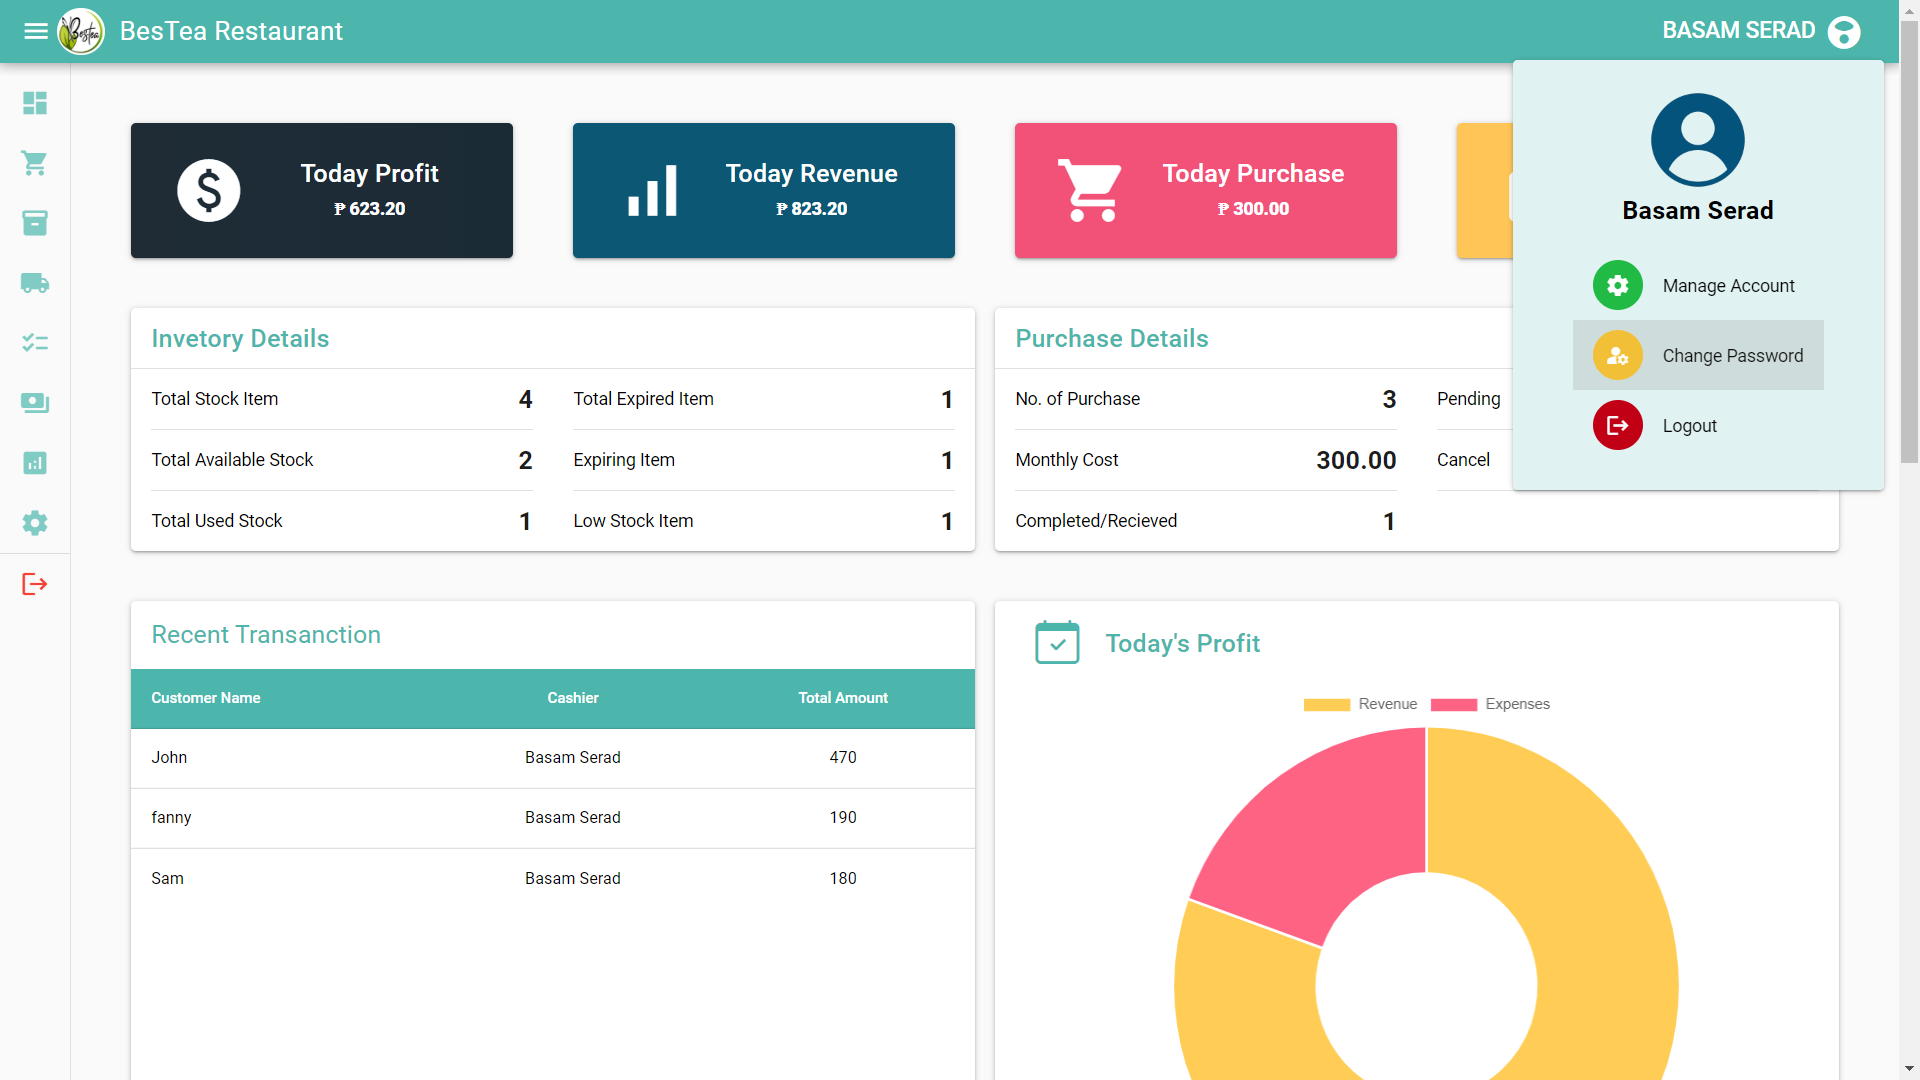 BesTea
BesTea Restaurant
BASAM SERAD
Today Profit
₱ 623.20
Today Revenue
₱ 823.20
Today Purchase
₱ 300.00
Basam Serad
Manage Account
Change Password
Logout
Invetory Details
Total Stock Item 4 Total Expired Item 1
Total Available Stock 2 Expiring Item 1
Total Used Stock 1 Low Stock Item 1
Purchase Details
No. of Purchase 3 Pending
Monthly Cost 300.00 Cancel
Completed/Recieved 1
Recent Transanction
Customer Name Cashier Total Amount
John Basam Serad 470
fanny Basam Serad 190
Sam Basam Serad 180
Today's Profit
Revenue Expenses